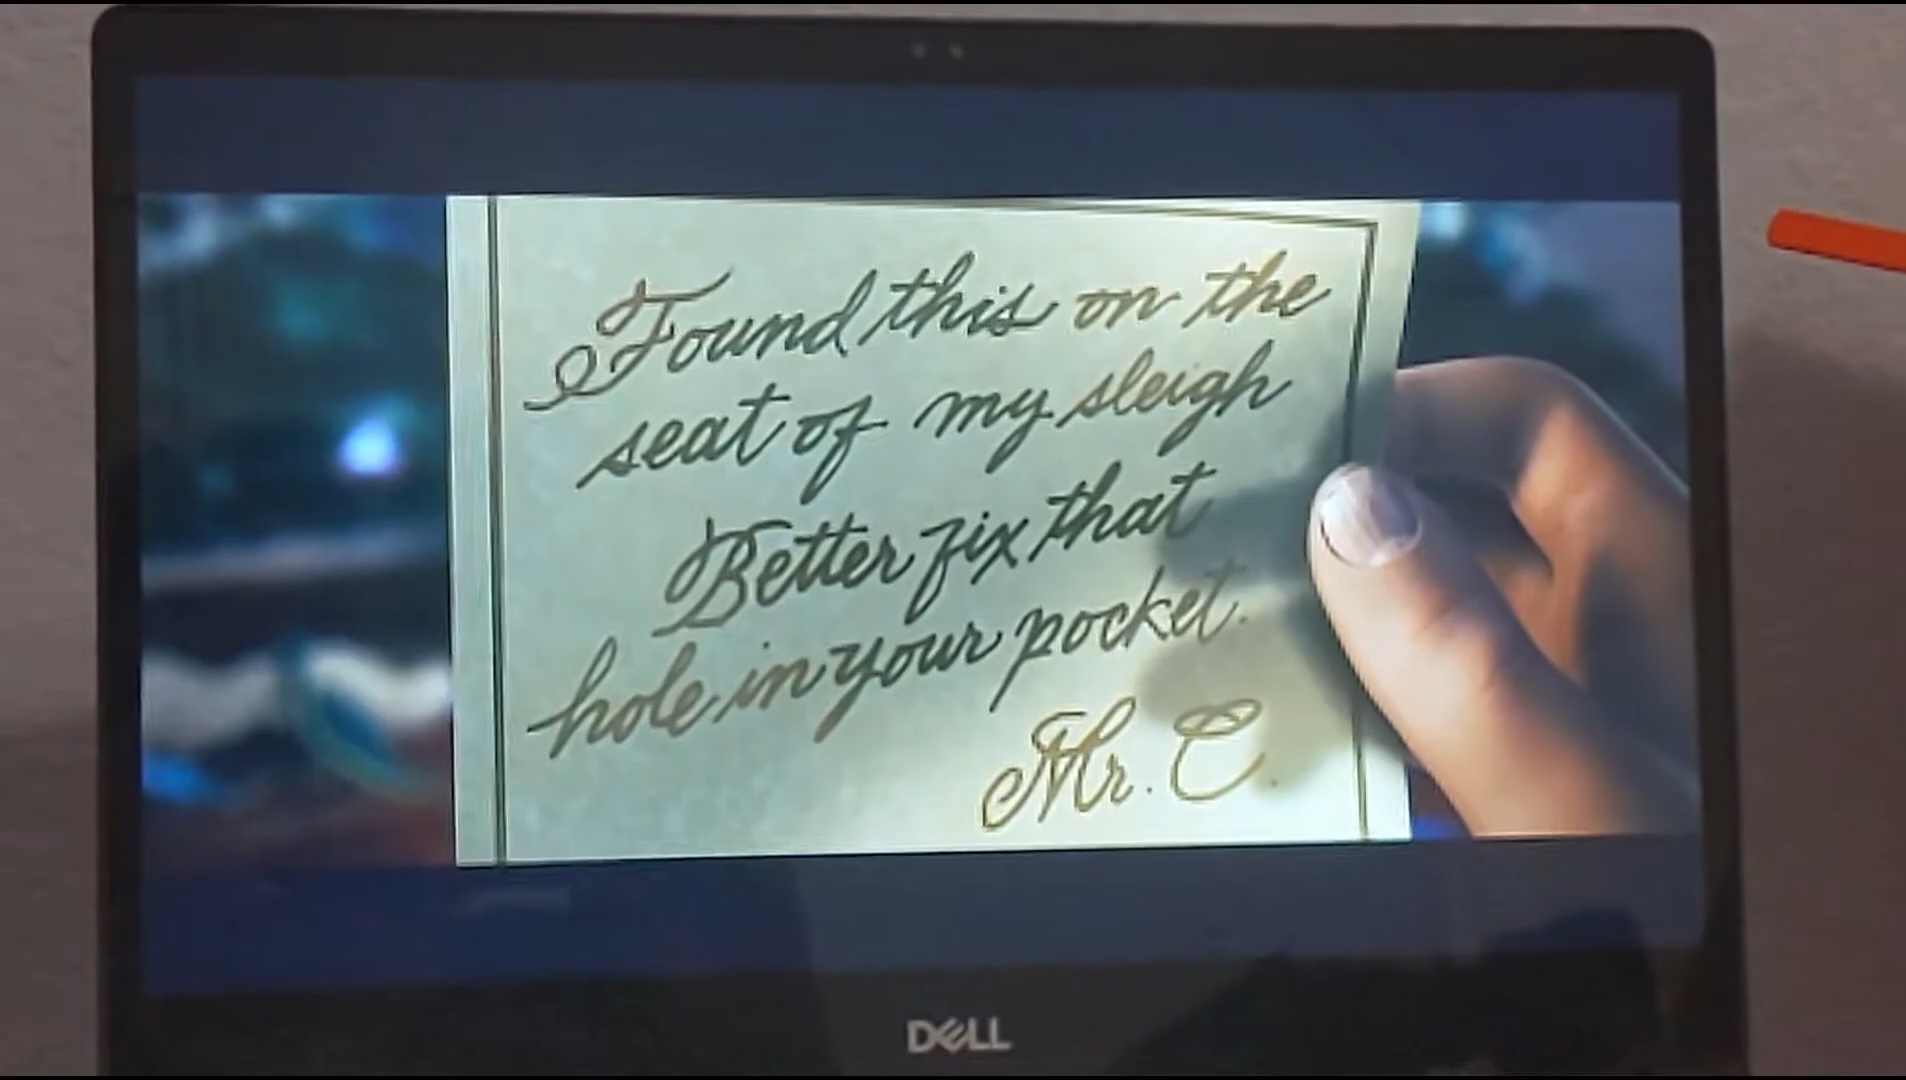 Found this on the
seat of my sleigh
Better fix that
hole in your pocket.
Mr. C.
DELL